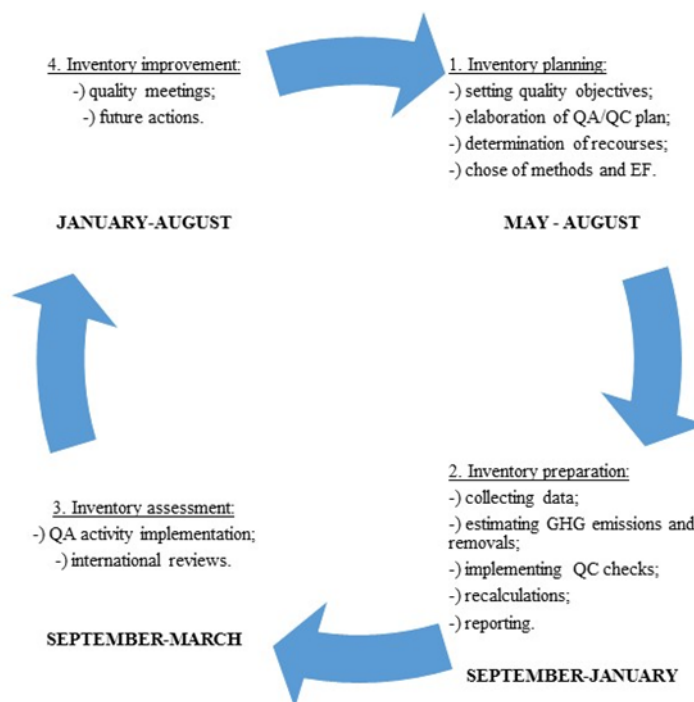 4. Inventory improvement:
-) quality meetings;
-) future actions.
JANUARY-AUGUST
1. Inventory planning:
-) setting quality objectives;
-) elaboration of QA/QC plan;
-) determination of recourses;
-) chose of methods and EF.
MAY - AUGUST
2. Inventory preparation:
-) collecting data;
-) estimating GHG emissions and
removals;
-) implementing QC checks;
-) recalculations;
-) reporting.
SEPTEMBER-JANUARY
3. Inventory assessment:
-) QA activity implementation;
-) international reviews.
SEPTEMBER-MARCH